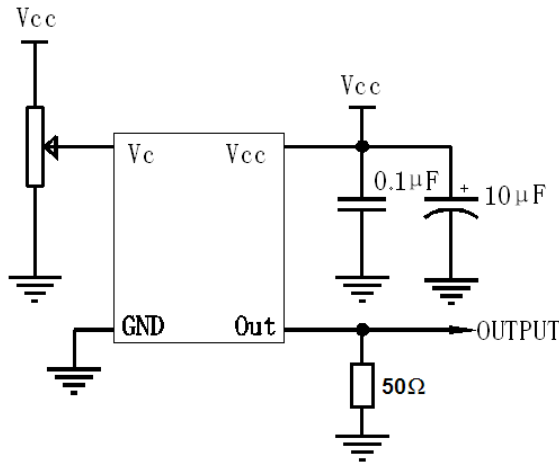 Vcc
Vcc
Vc
Vcc
0.1μF
+
10μF
GND
Out
OUTPUT
50Ω